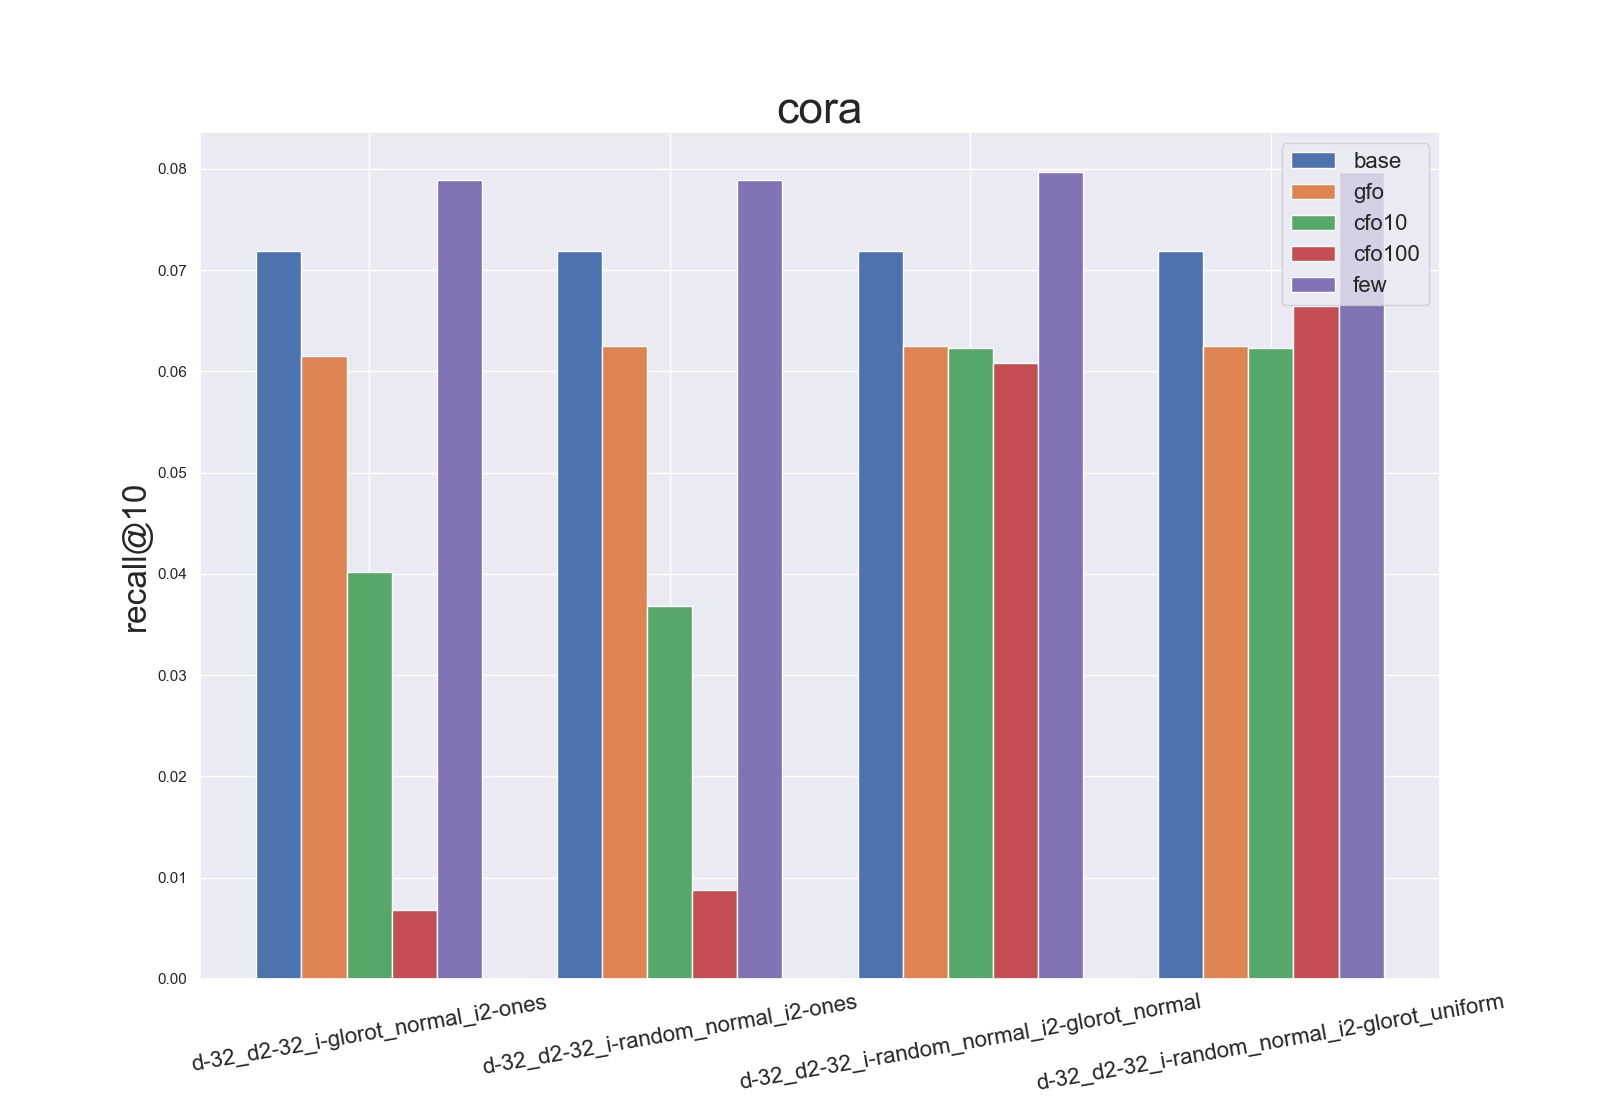 cora
0.08
0.07
0.06
0.05
0.04
0.03
0.02
0.01
0.00
recall@10
base
gfo
cfo10
cfo100
few
d-32_d2-32_i-glorot_normal_i2-ones
d-32_d2-32_i-random_normal_i2-ones
d-32_d2-32_i-random_normal_i2-glorot_normal
d-32_d2-32_i-random_normal_i2-glorot_uniform